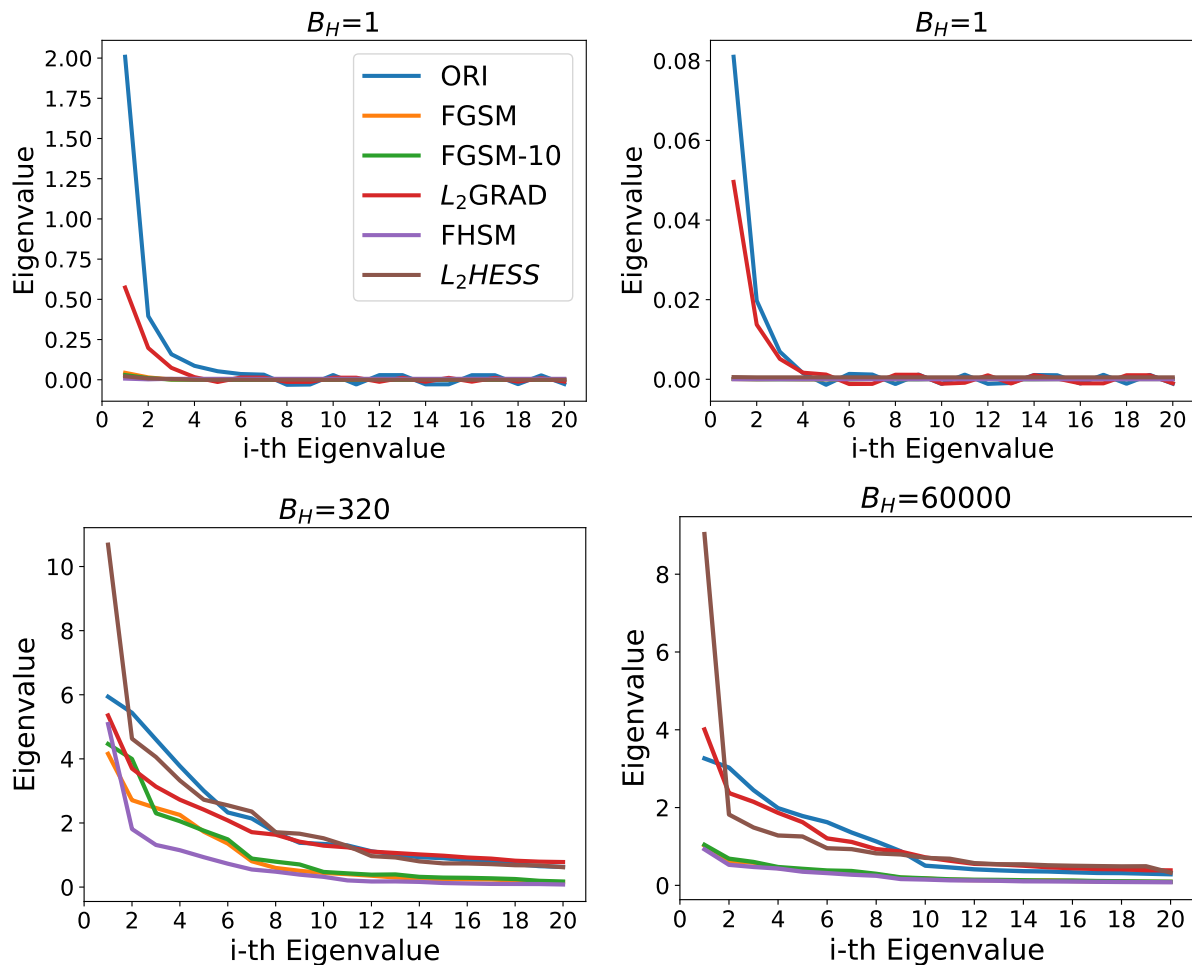 B_H=1
Eigenvalue
2.00
1.75
1.50
1.25
1.00
0.75
0.50
0.25
0.00
ORI
FGSM
FGSM-10
L₂GRAD
FHSM
L₂HESS
0 2 4 6 8 10 12 14 16 18 20
i-th Eigenvalue
B_H=1
Eigenvalue
0.08
0.06
0.04
0.02
0.00
0 2 4 6 8 10 12 14 16 18 20
i-th Eigenvalue
B_H=320
Eigenvalue
10
8
6
4
2
0
0 2 4 6 8 10 12 14 16 18 20
i-th Eigenvalue
B_H=60000
Eigenvalue
8
6
4
2
0
0 2 4 6 8 10 12 14 16 18 20
i-th Eigenvalue